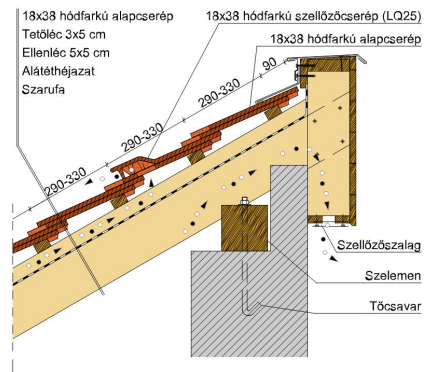 18x38 hódfarkú alapcserép
Tetőléc 3x5 cm
Ellenléc 5x5 cm
Alátéthéjazat
Szarufa
18x38 hódfarkú szellőzőcserép (LQ25)
18x38 hódfarkú alapcserép
90
290-330
290-330
290-330
Szellőzőszalag
Szelemen
Tőcsavar